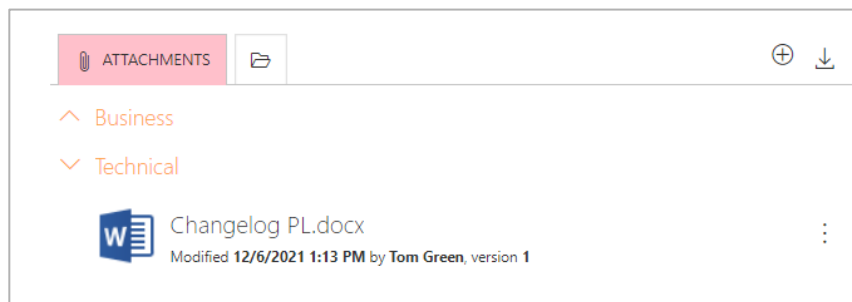 ATTACHMENTS
Business
Technical
W
Changelog PL.docx
Modified 12/6/2021 1:13 PM by Tom Green, version 1